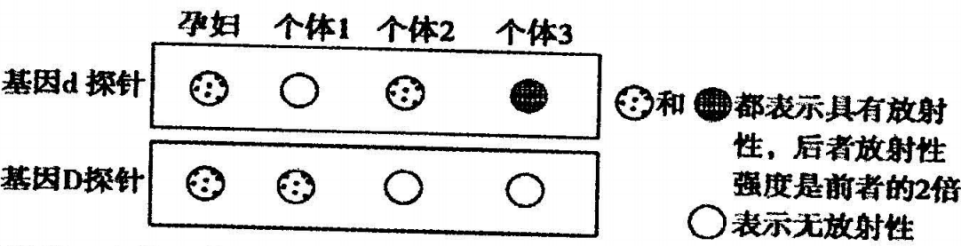 孕妇 个体1 个体2 个体3
基因d 探针
和 都表示具有放射
性，后者放射性
强度是前者的2倍
表示无放射性
基因D探针